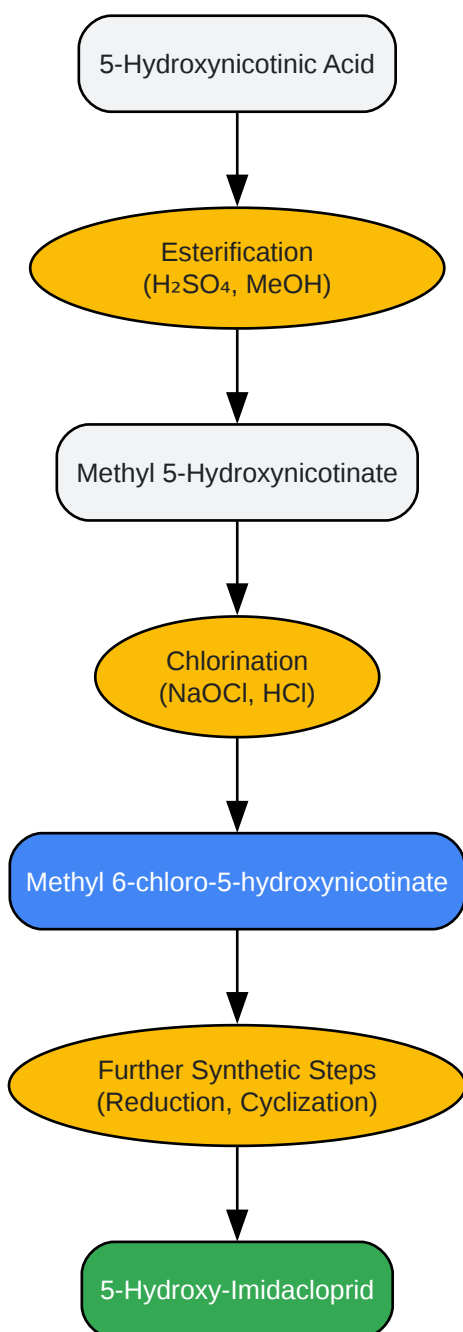 5-Hydroxynicotinic Acid
Esterification
(H₂SO₄, MeOH)
Methyl 5-Hydroxynicotinate
Chlorination
(NaOCl, HCl)
Methyl 6-chloro-5-hydroxynicotinate
Further Synthetic Steps
(Reduction, Cyclization)
5-Hydroxy-Imidacloprid